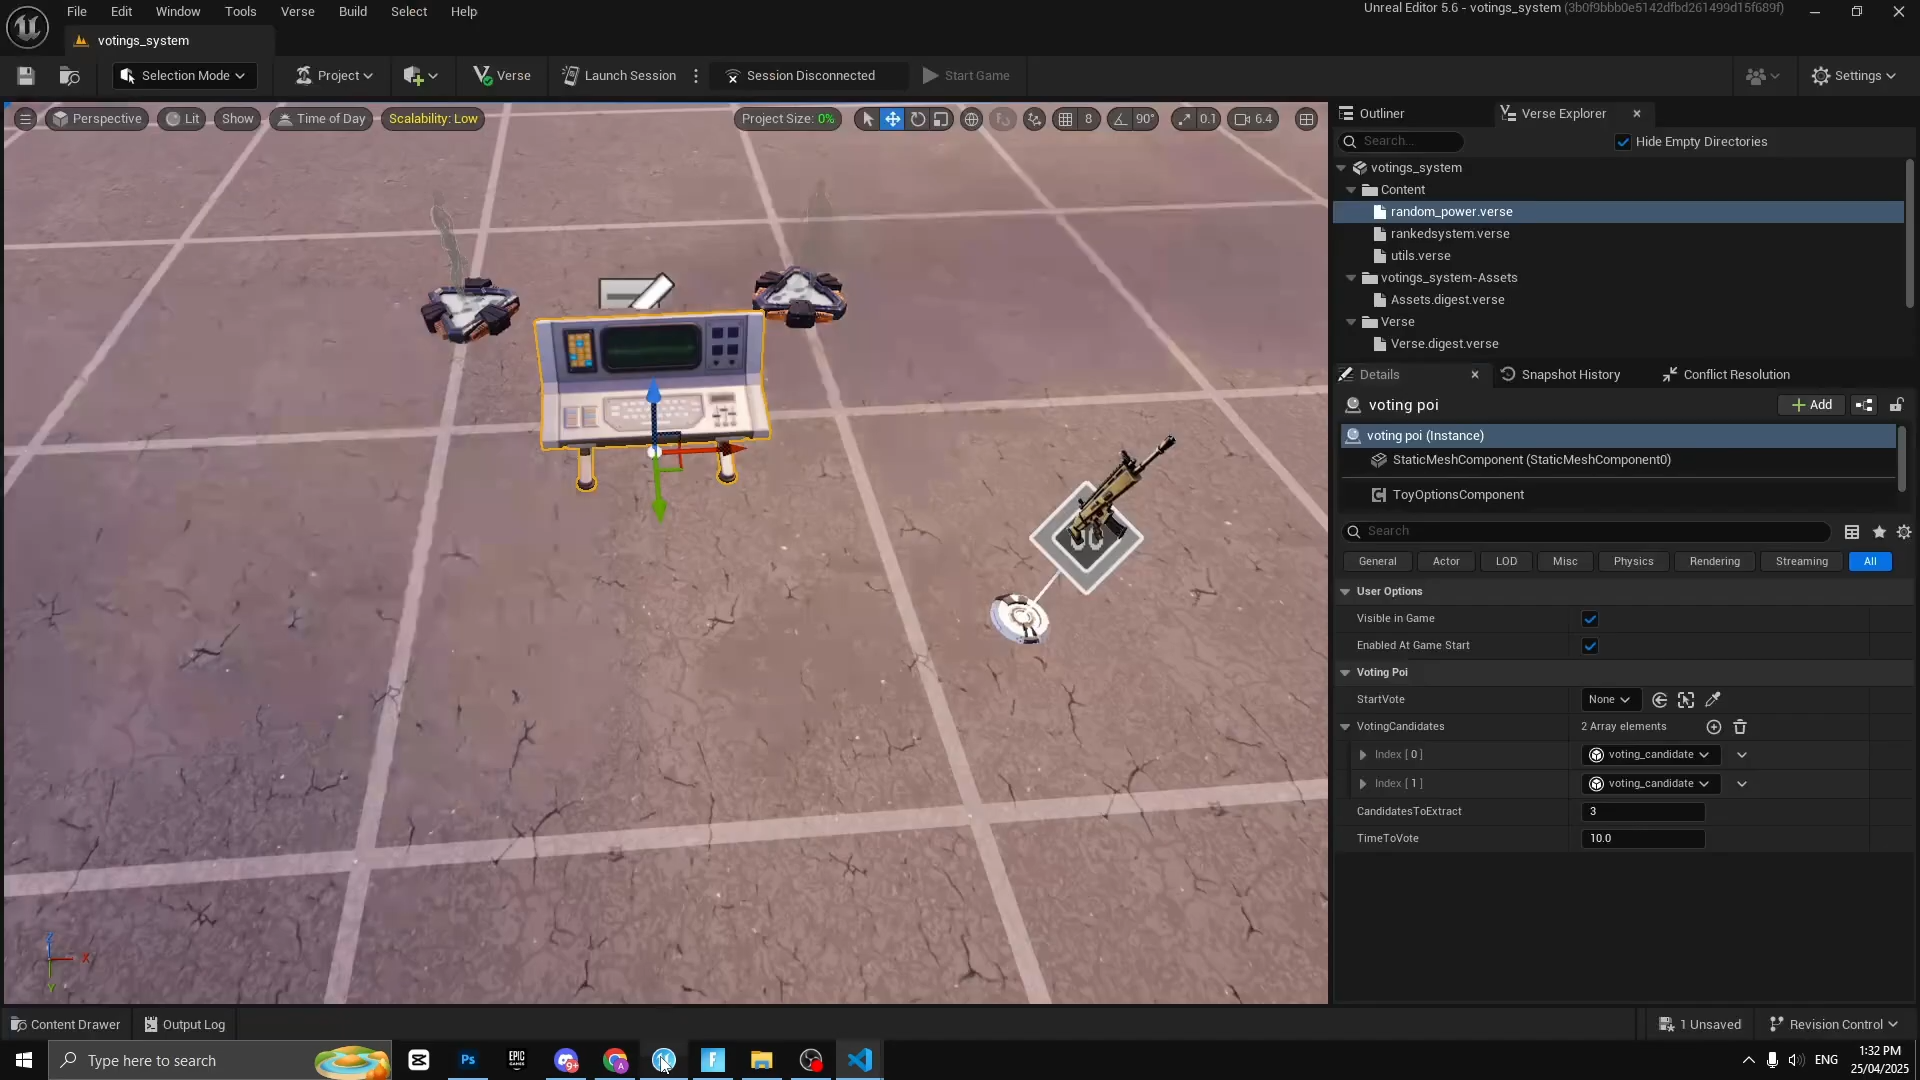 File Edit Window Tools Verse Build Select Help
Unreal Editor 5.6 - votings_system (3b0f9bbb0e5142dfbd261499d15f689f)
votings_system
Selection Mode Project Verse Launch Session Session Disconnected Start Game Settings
Perspective Lit Show Time of Day Scalability: Low Project Size: 0% 8 90° 0.1 6.4
Outliner Verse Explorer
Search... Hide Empty Directories
votings_system
Content
random_power.verse
rankedsystem.verse
utils.verse
votings_system-Assets
Assets.digest.verse
Verse
Verse.digest.verse
Details Snapshot History Conflict Resolution
voting poi Add
voting poi (Instance)
StaticMeshComponent (StaticMeshComponent0)
ToyOptionsComponent
Search
General Actor LOD Misc Physics Rendering Streaming All
User Options
Visible in Game
Enabled At Game Start
Voting Poi
StartVote None
VotingCandidates 2 Array elements
Index [ 0 ] voting_candidate
Index [ 1 ] voting_candidate
CandidatesToExtract 3
TimeToVote 10.0
Z X Y
Content Drawer Output Log 1 Unsaved Revision Control
Type here to search Ps EPIC GAMES 9+ A F ENG
1:32 PM
25/04/2025